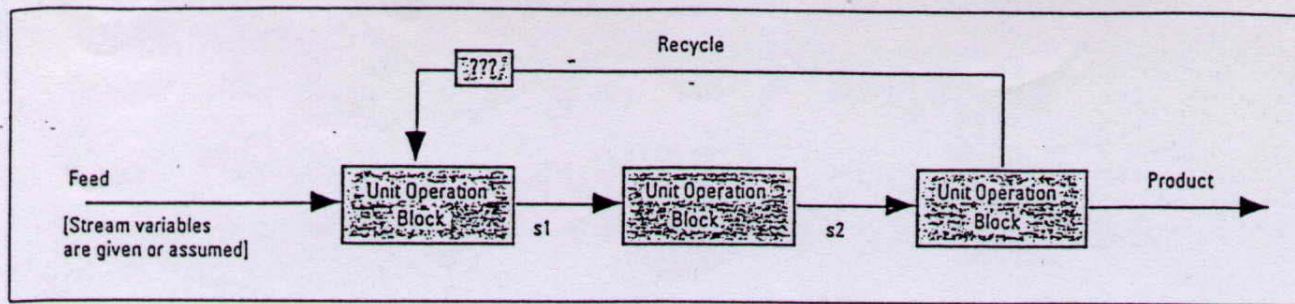 Recycle
???
Feed
Unit Operation
Block
Unit Operation
Block
Unit Operation
Block
Product
s1
s2
[Stream variables
are given or assumed]